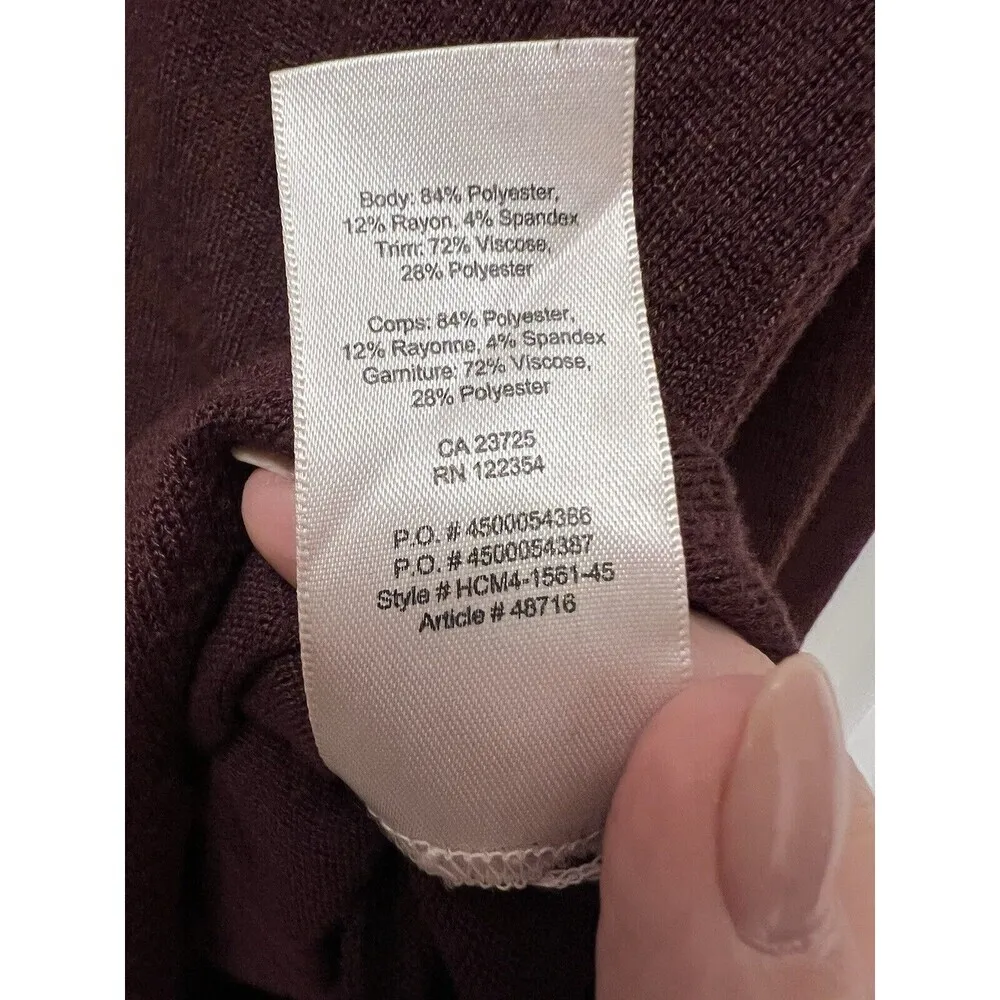 Body: 84% Polyester,
12% Rayon, 4% Spandex
Trim: 72% Viscose,
28% Polyester
Corps: 84% Polyester,
12% Rayonne, 4% Spandex
Garniture: 72% Viscose,
28% Polyester
CA 23725
RN 122354
P.O. # 4500054386
P.O. # 4500054387
Style # HCM4-1561-45
Article # 48716